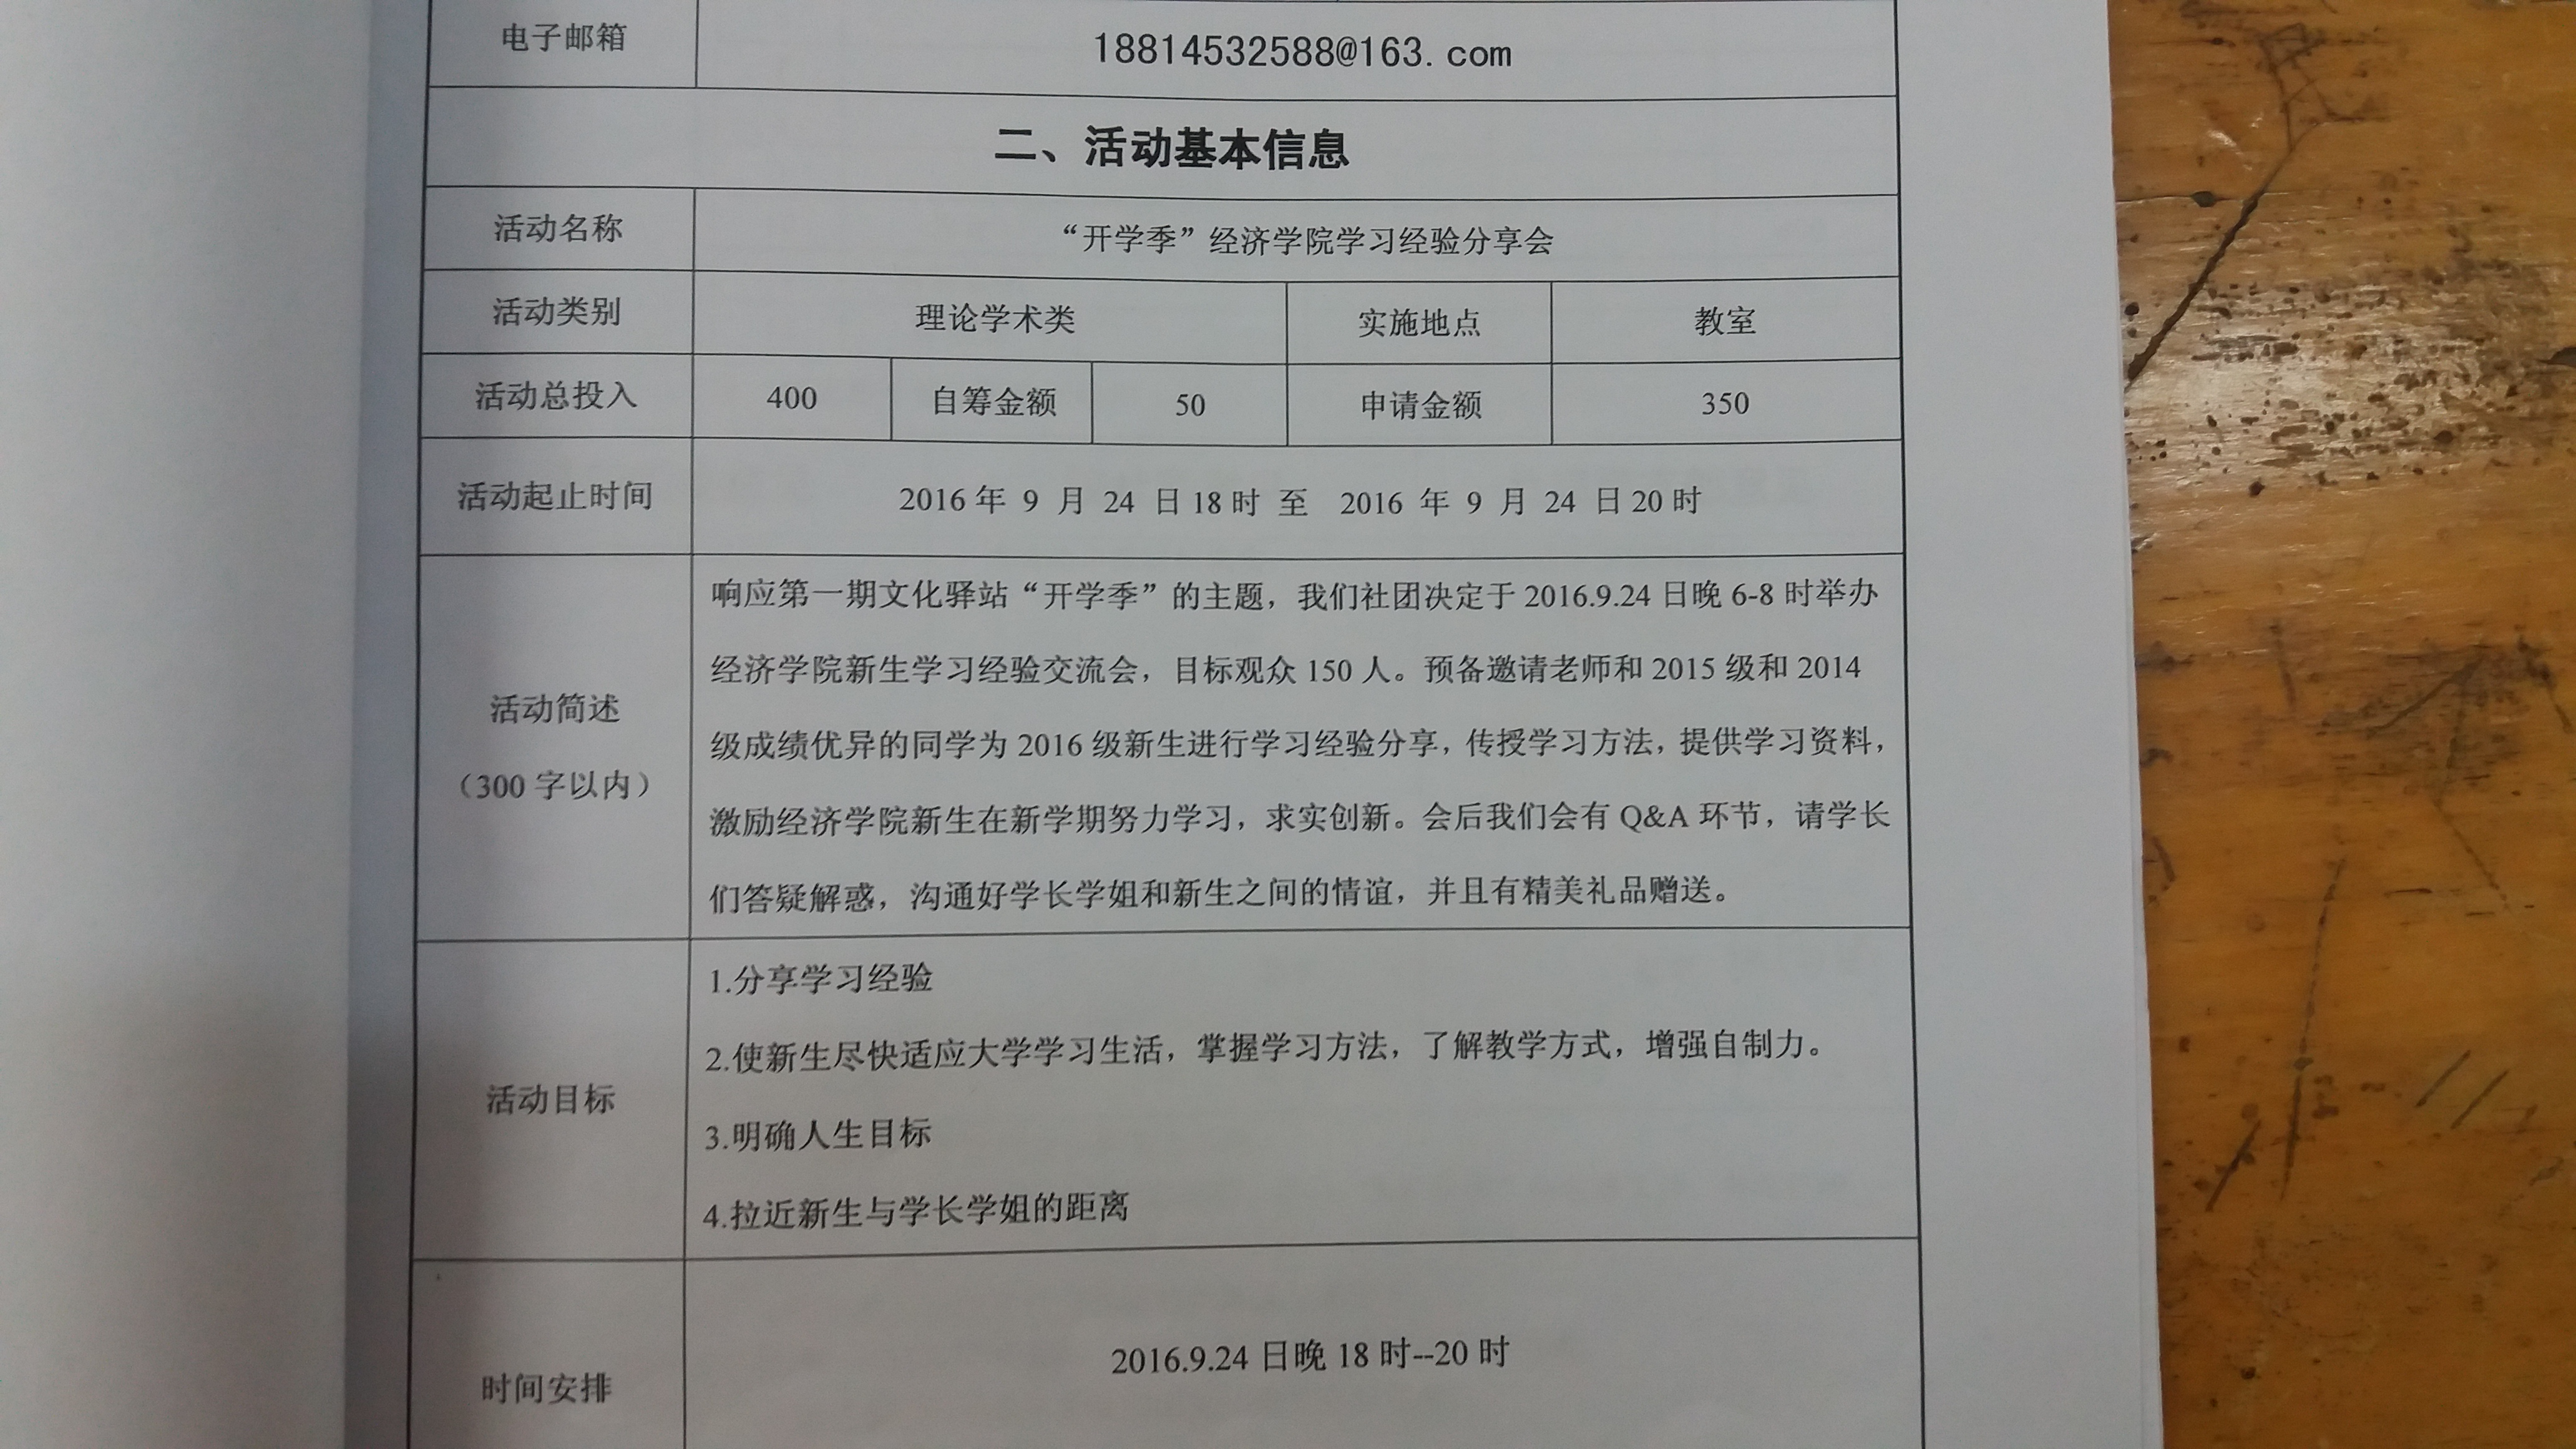 电子邮箱 18814532588@163.com
二、活动基本信息
活动名称 “开学季”经济学院学习经验分享会
活动类别 理论学术类 实施地点 教室
活动总投入 400 自筹金额 50 申请金额 350
活动起止时间 2016 年 9 月 24 日 18 时 至 2016 年 9 月 24 日 20 时
活动简述
（300 字以内）
响应第一期文化驿站“开学季”的主题，我们社团决定于 2016.9.24 日晚 6-8 时举办
经济学院新生学习经验交流会，目标观众 150 人。预备邀请老师和 2015 级和 2014
级成绩优异的同学为 2016 级新生进行学习经验分享，传授学习方法，提供学习资料，
激励经济学院新生在新学期努力学习，求实创新。会后我们会有 Q&A 环节，请学长
们答疑解惑，沟通好学长学姐和新生之间的情谊，并且有精美礼品赠送。
活动目标
1.分享学习经验
2.使新生尽快适应大学学习生活，掌握学习方法，了解教学方式，增强自制力。
3.明确人生目标
4.拉近新生与学长学姐的距离
时间安排 2016.9.24 日晚 18 时--20 时